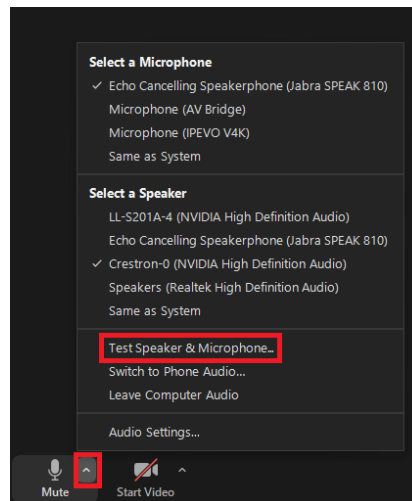 Select a Microphone
✓ Echo Cancelling Speakerphone (Jabra SPEAK 810)
Microphone (AV Bridge)
Microphone (IPEVO V4K)
Same as System
Select a Speaker
LL-S201A-4 (NVIDIA High Definition Audio)
Echo Cancelling Speakerphone (Jabra SPEAK 810)
✓ Crestron-0 (NVIDIA High Definition Audio)
Speakers (Realtek High Definition Audio)
Same as System
Test Speaker & Microphone...
Switch to Phone Audio...
Leave Computer Audio
Audio Settings...
Mute Start Video